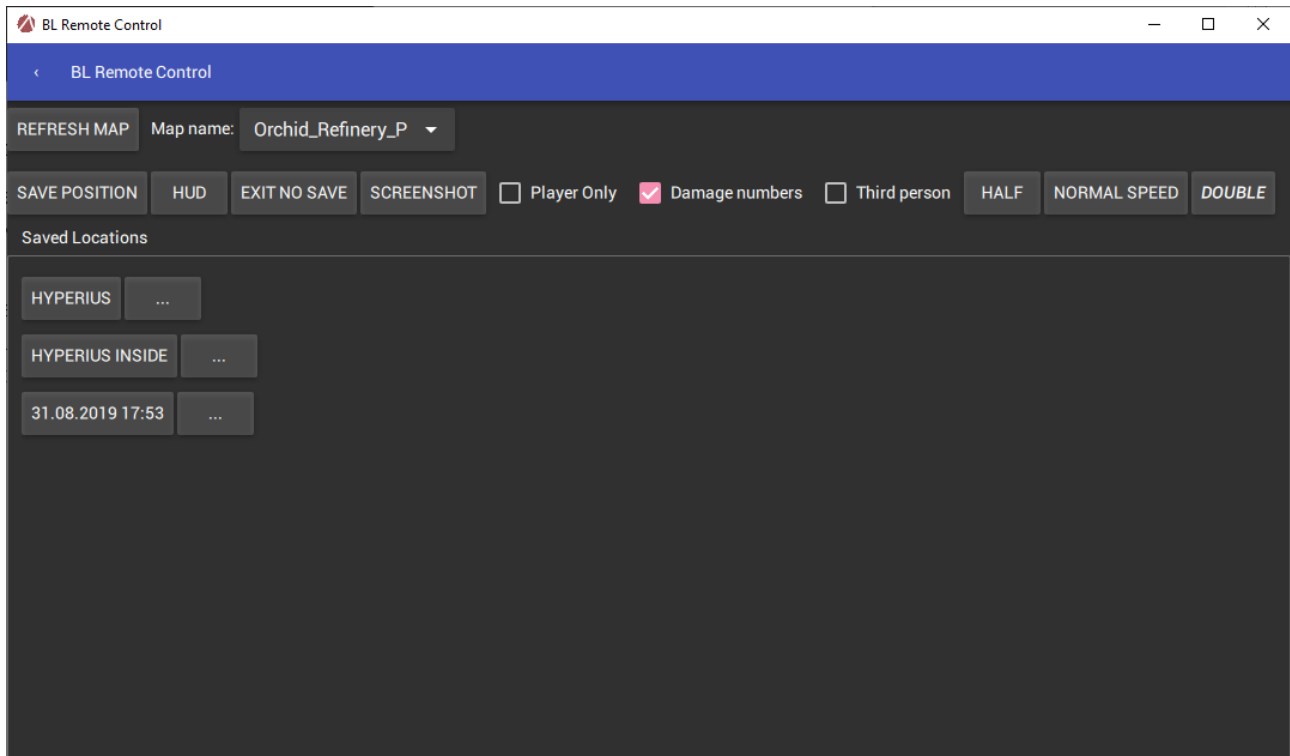 BL Remote Control
‹ BL Remote Control
REFRESH MAP Map name: Orchid_Refinery_P
SAVE POSITION HUD EXIT NO SAVE SCREENSHOT Player Only Damage numbers Third person HALF NORMAL SPEED DOUBLE
Saved Locations
HYPERIUS ...
HYPERIUS INSIDE ...
31.08.2019 17:53 ...